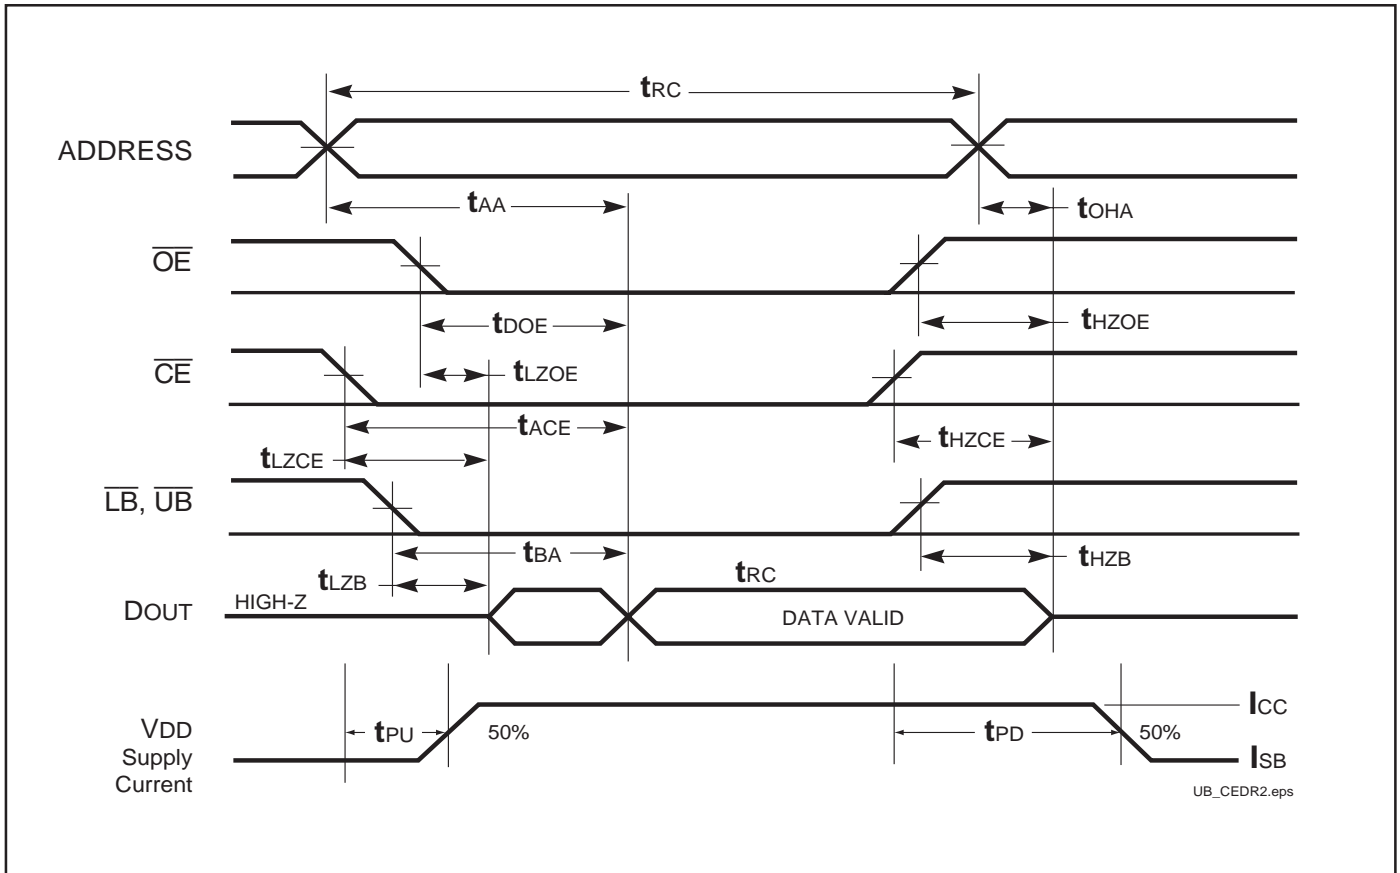 tRC
ADDRESS
tAA
tOHA
OE
tDOE
tHZOE
CE
tLZOE
tACE
tHZCE
tLZCE
LB, UB
tBA
tHZB
tLZB
tRC
DOUT
HIGH-Z
DATA VALID
ICC
VDD
Supply
Current
tPU
50%
tPD
50%
ISB
UB_CEDR2.eps